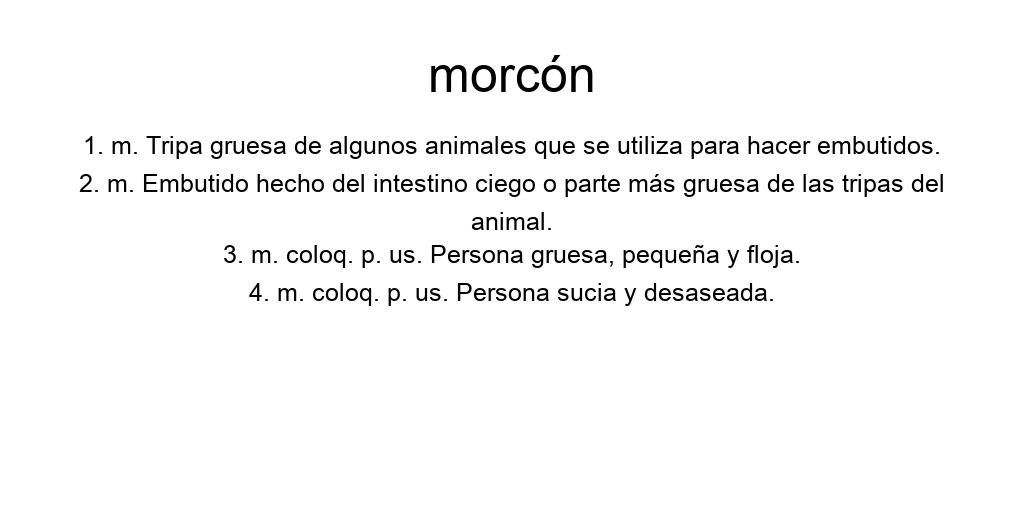 morcón
1. m. Tripa gruesa de algunos animales que se utiliza para hacer embutidos.
2. m. Embutido hecho del intestino ciego o parte más gruesa de las tripas del
animal.
3. m. coloq. p. us. Persona gruesa, pequeña y floja.
4. m. coloq. p. us. Persona sucia y desaseada.